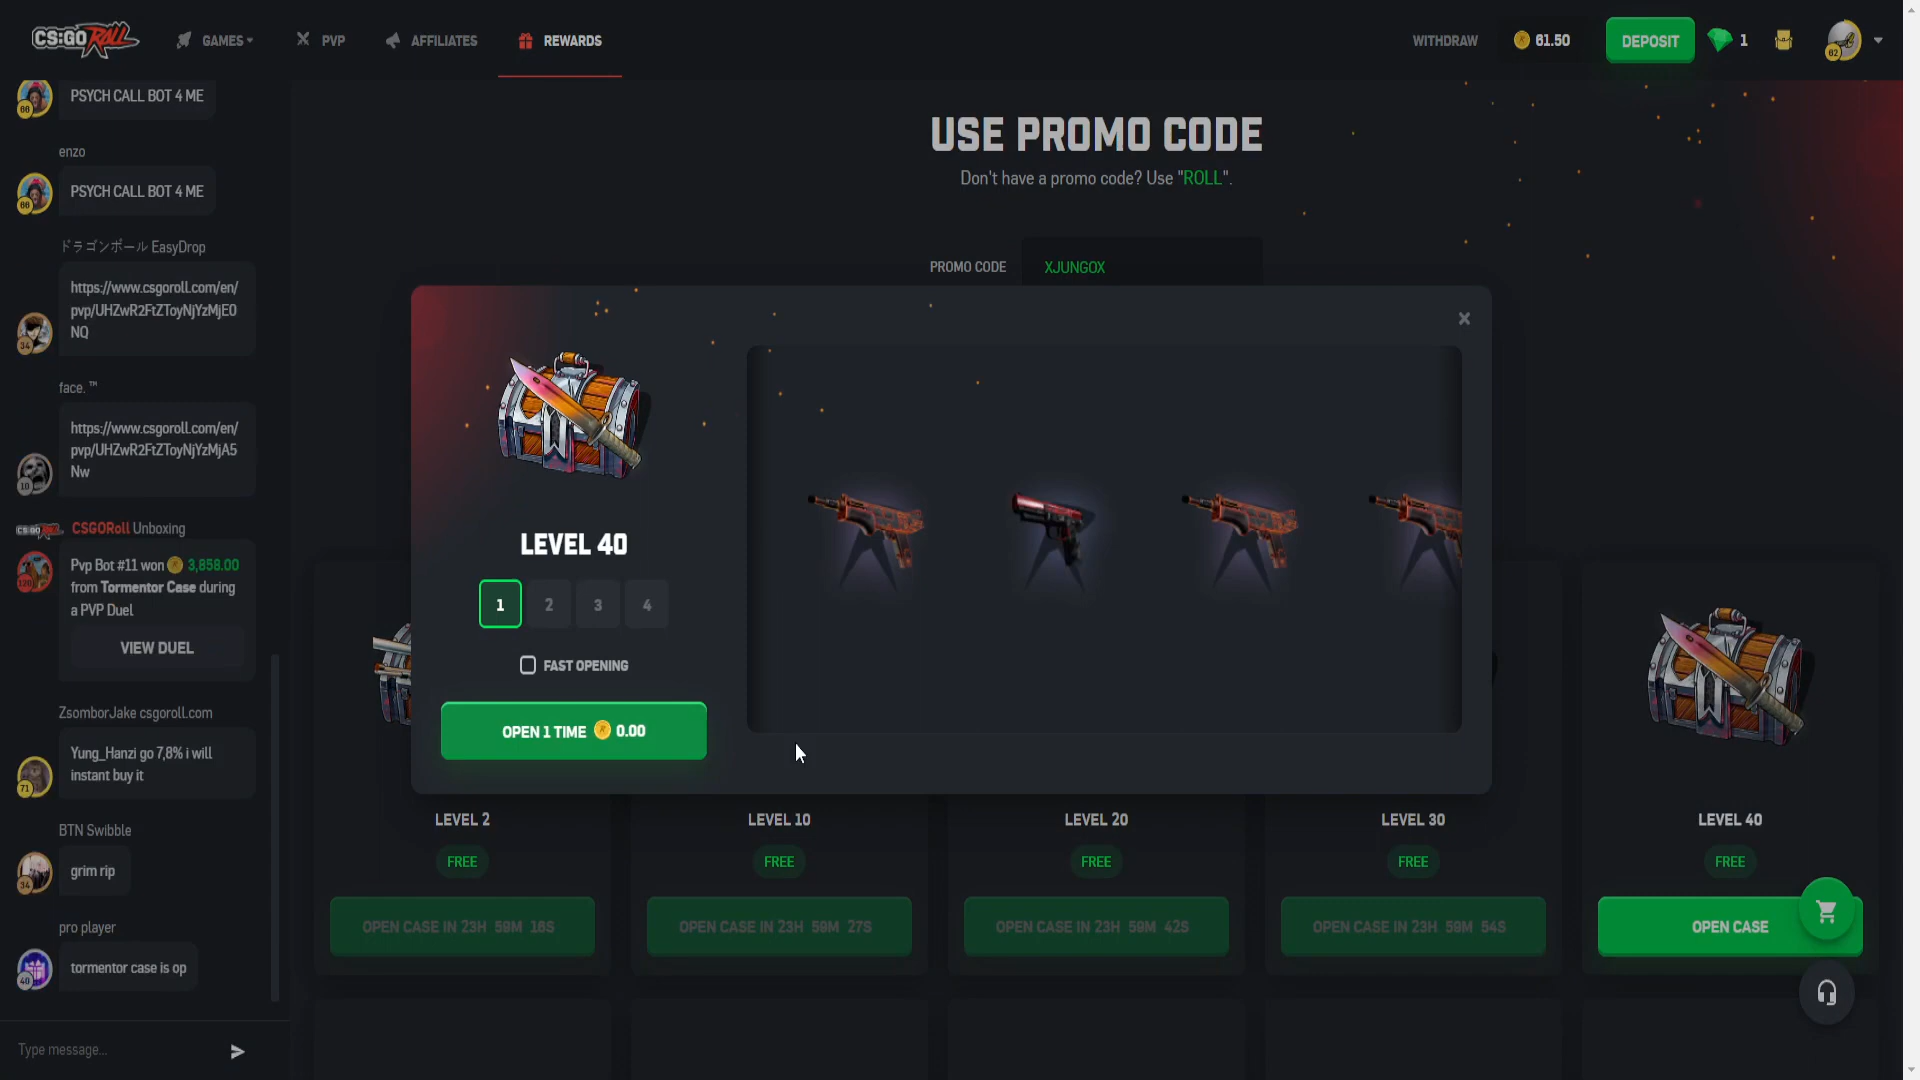 CS:GO ROLL
GAMES
PVP
AFFILIATES
REWARDS
WITHDRAW
61.50
DEPOSIT
1
82
PSYCH CALL BOT 4 ME
enzo
PSYCH CALL BOT 4 ME
ドラゴンボール EasyDrop
https://www.csgoroll.com/en/
pvp/UHZwR2FtZToyNjYzMjE0
NQ
34
face. ™
https://www.csgoroll.com/en/
pvp/UHZwR2FtZToyNjYzMjA5
Nw
10
CSGORoll Unboxing
Pvp Bot #11 won 3,858.00
from Tormentor Case during
a PVP Duel
VIEW DUEL
ZsomborJake csgoroll.com
Yung_Hanzi go 7,8% i will
instant buy it
71
BTN Swibble
grim rip
34
pro player
tormentor case is op
40
Type message...
USE PROMO CODE
Don't have a promo code? Use "ROLL".
PROMO CODE
XJUNGOX
LEVEL 40
1
2
3
4
FAST OPENING
OPEN 1 TIME 0.00
LEVEL 2
FREE
OPEN CASE IN 23H 59M 16S
LEVEL 10
FREE
OPEN CASE IN 23H 59M 27S
LEVEL 20
FREE
OPEN CASE IN 23H 59M 42S
LEVEL 30
FREE
OPEN CASE IN 23H 59M 54S
LEVEL 40
FREE
OPEN CASE